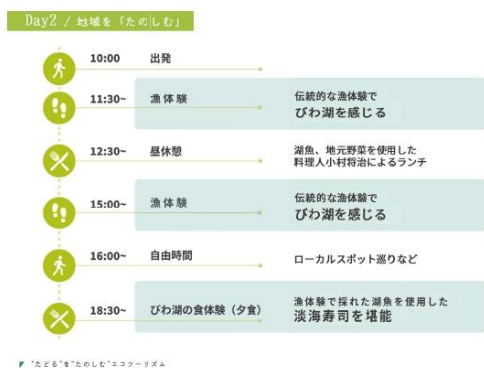 Day2 / 地域を「たのしむ」
10:00 出発
11:30~ 漁体験 伝統的な漁体験で
びわ湖を感じる
12:30~ 昼休憩 湖魚、地元野菜を使用した
料理人小村将治によるランチ
15:00~ 漁体験 伝統的な漁体験で
びわ湖を感じる
16:00~ 自由時間 ローカルスポット巡りなど
18:30~ びわ湖の食体験（夕食） 漁体験で採れた湖魚を使用した
淡海寿司を堪能
"たどる"を"たのしむ"エコツーリズム